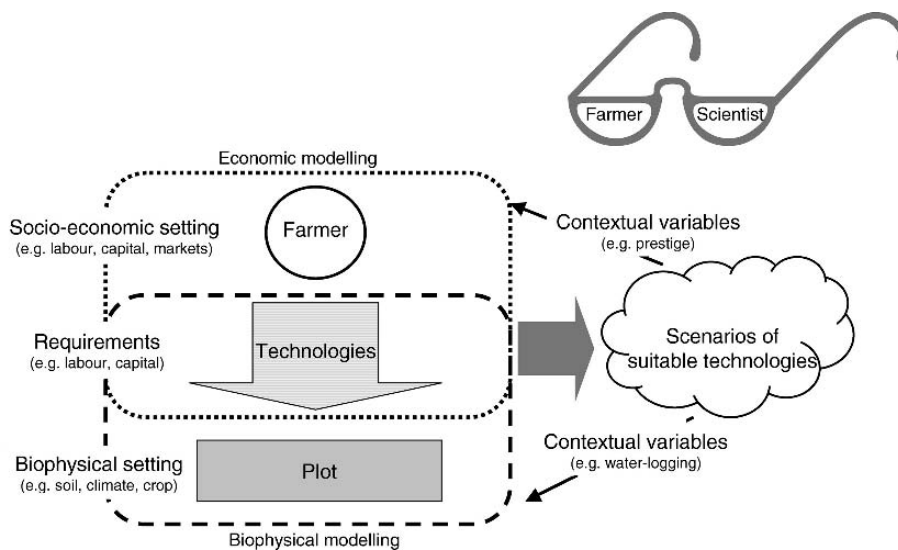 Farmer
Scientist
Economic modelling
Socio-economic setting
(e.g. labour, capital, markets)
Farmer
Contextual variables
(e.g. prestige)
Requirements
(e.g. labour, capital)
Technologies
Scenarios of
suitable technologies
Biophysical setting
(e.g. soil, climate, crop)
Plot
Contextual variables
(e.g. water-logging)
Biophysical modelling